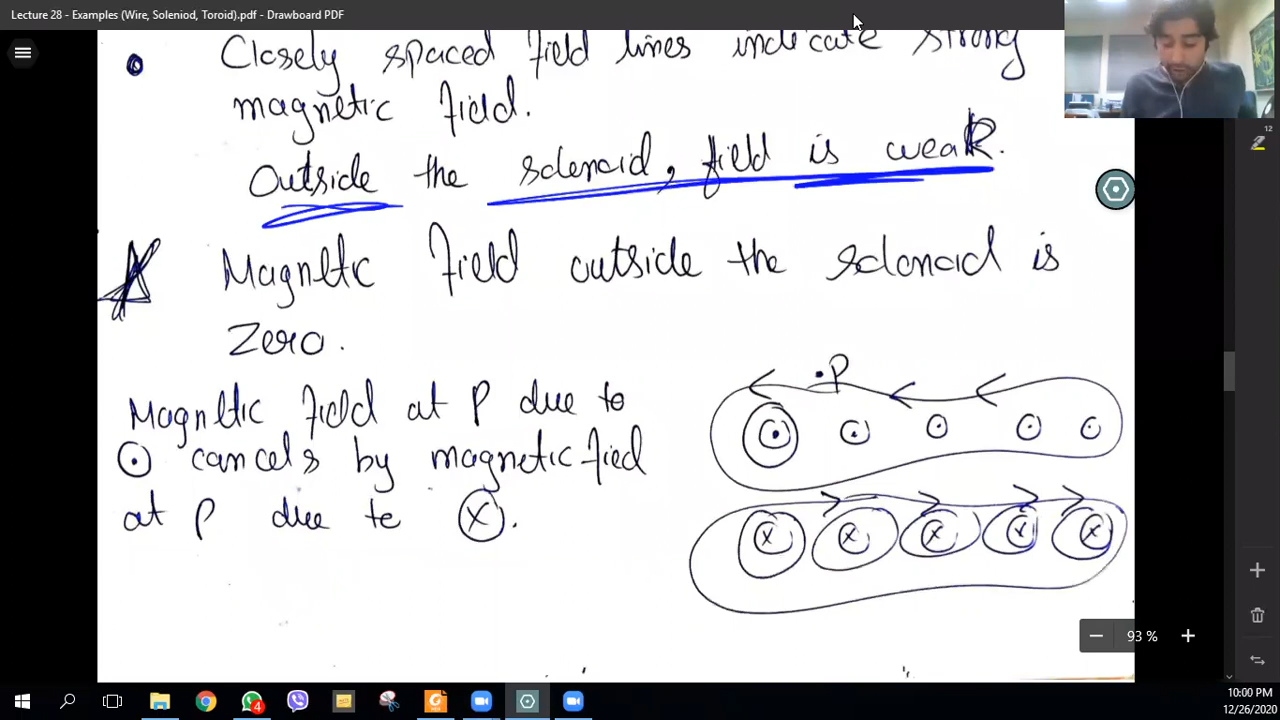 Lecture 28 - Examples (Wire, Soleniod, Toroid).pdf - Drawboard PDF
Closely spaced field lines indicate strong
magnetic field.
Outside the solenoid, field is weak.
Magnetic field outside the solenoid is
Zero.
.P
Magnetic field at P due to
⊙ cancels by magnetic field
at P due to ⓧ.
x x x x x
12
93 %
4
10:00 PM
12/26/2020